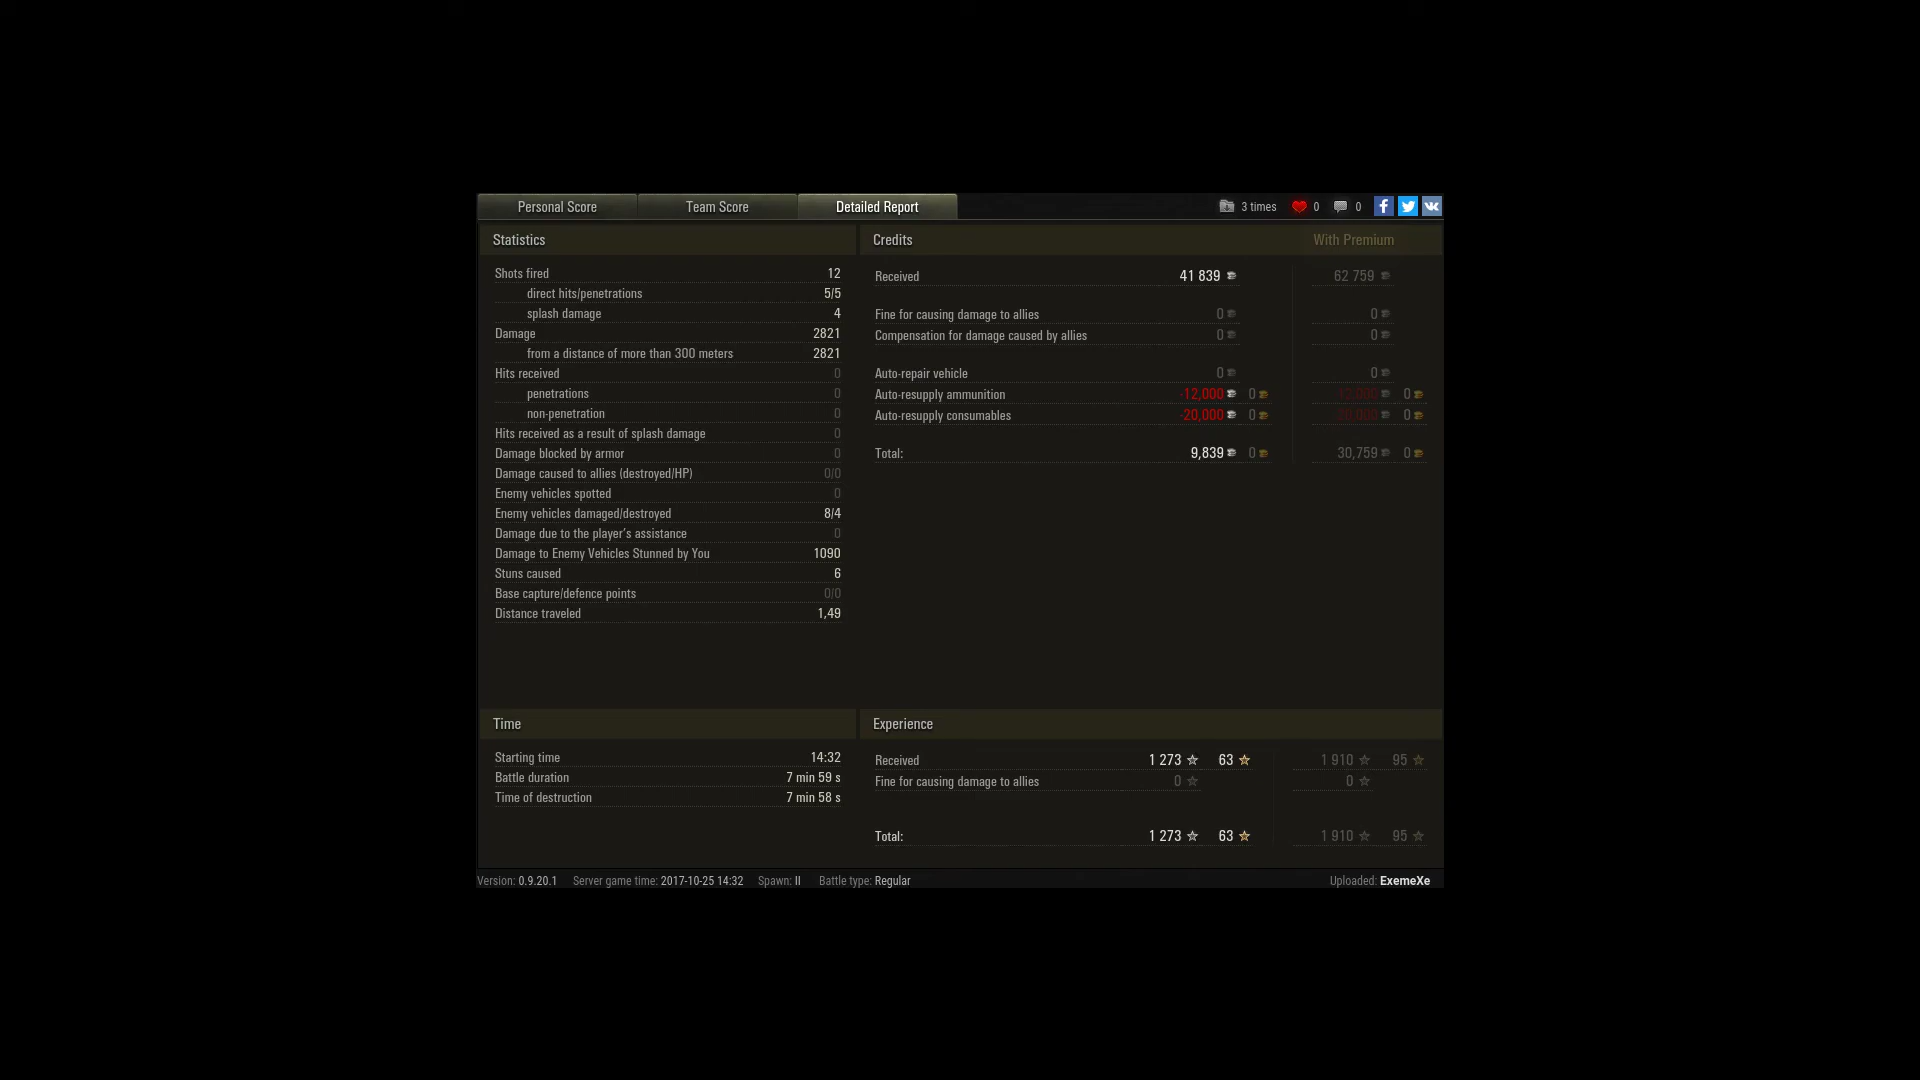 Personal Score Team Score Detailed Report 3 times 0 0
Statistics
Shots fired 12
direct hits/penetrations 5/5
splash damage 4
Damage 2821
from a distance of more than 300 meters 2821
Hits received 0
penetrations 0
non-penetration 0
Hits received as a result of splash damage 0
Damage blocked by armor 0
Damage caused to allies (destroyed/HP) 0/0
Enemy vehicles spotted 0
Enemy vehicles damaged/destroyed 8/4
Damage due to the player's assistance 0
Damage to Enemy Vehicles Stunned by You 1090
Stuns caused 6
Base capture/defence points 0/0
Distance traveled 1,49
Credits With Premium
Received 41 839 62 759
Fine for causing damage to allies 0 0
Compensation for damage caused by allies 0 0
Auto-repair vehicle 0 0
Auto-resupply ammunition -12,000 0 -12,000 0
Auto-resupply consumables -20,000 0 -20,000 0
Total: 9,839 0 30,759 0
Time
Starting time 14:32
Battle duration 7 min 59 s
Time of destruction 7 min 58 s
Experience
Received 1 273 63 1 910 95
Fine for causing damage to allies 0 0
Total: 1 273 63 1 910 95
Version: 0.9.20.1 Server game time: 2017-10-25 14:32 Spawn: II Battle type: Regular Uploaded: ExemeXe